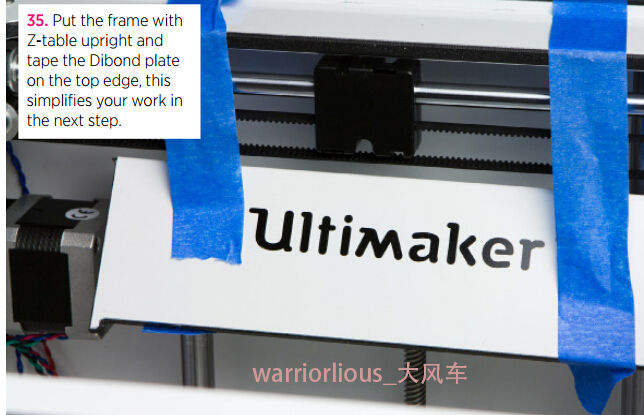 35. Put the frame with
Z-table upright and
tape the Dibond plate
on the top edge, this
simplifies your work in
the next step.
CE
Ultimaker
warriorlious_大风车